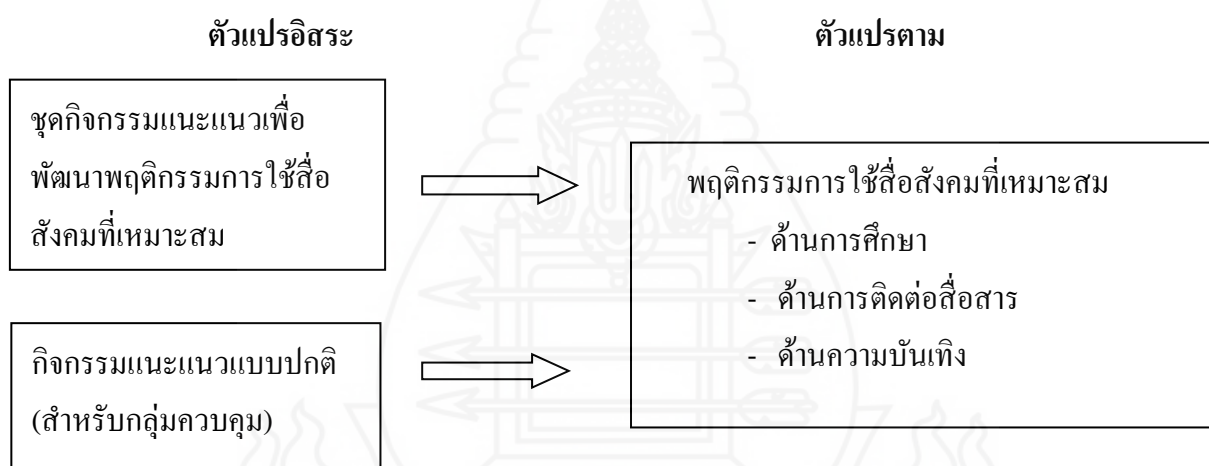 ตัวแปรอิสระ
ตัวแปรตาม
ชุดกิจกรรมแนะแนวเพื่อ
พัฒนาพฤติกรรมการใช้สื่อ
สังคมที่เหมาะสม
กิจกรรมแนะแนวแบบปกติ
(สำหรับกลุ่มควบคุม)
พฤติกรรมการใช้สื่อสังคมที่เหมาะสม
- ด้านการศึกษา
- ด้านการติดต่อสื่อสาร
- ด้านความบันเทิง